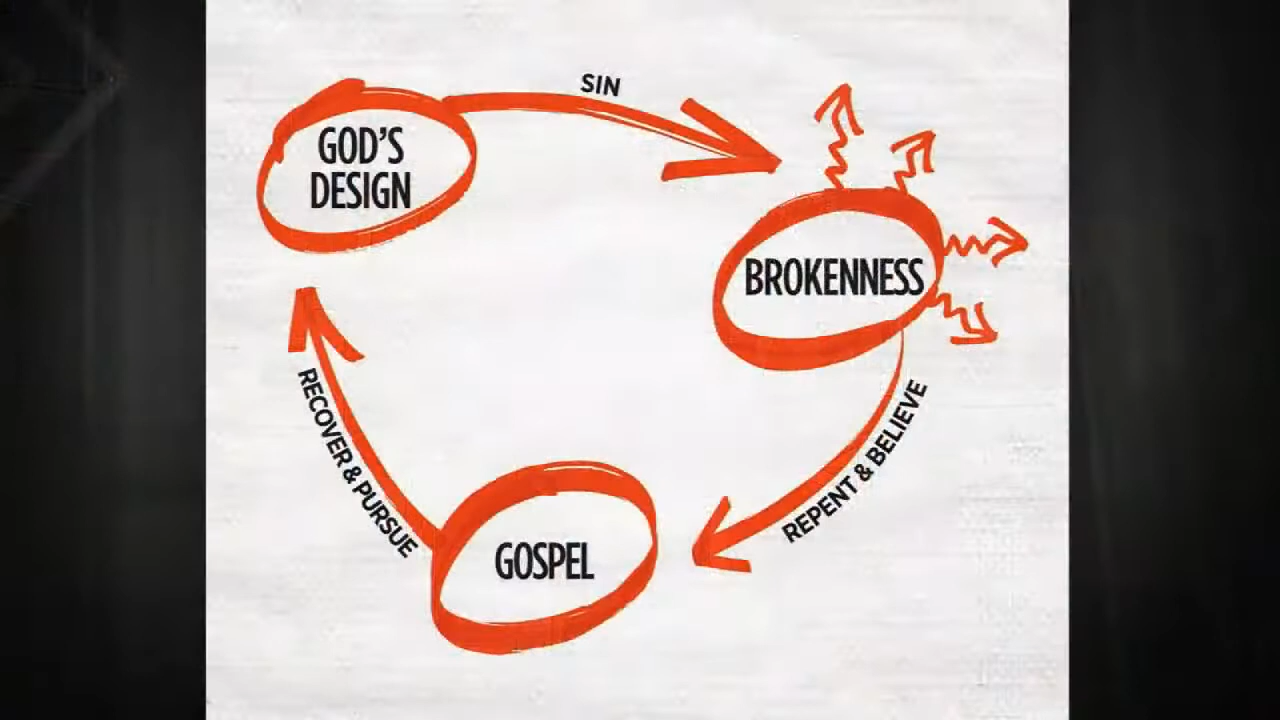 SIN
GOD'S
DESIGN
BROKENNESS
REPENT & BELIEVE
GOSPEL
RECOVER & PURSUE